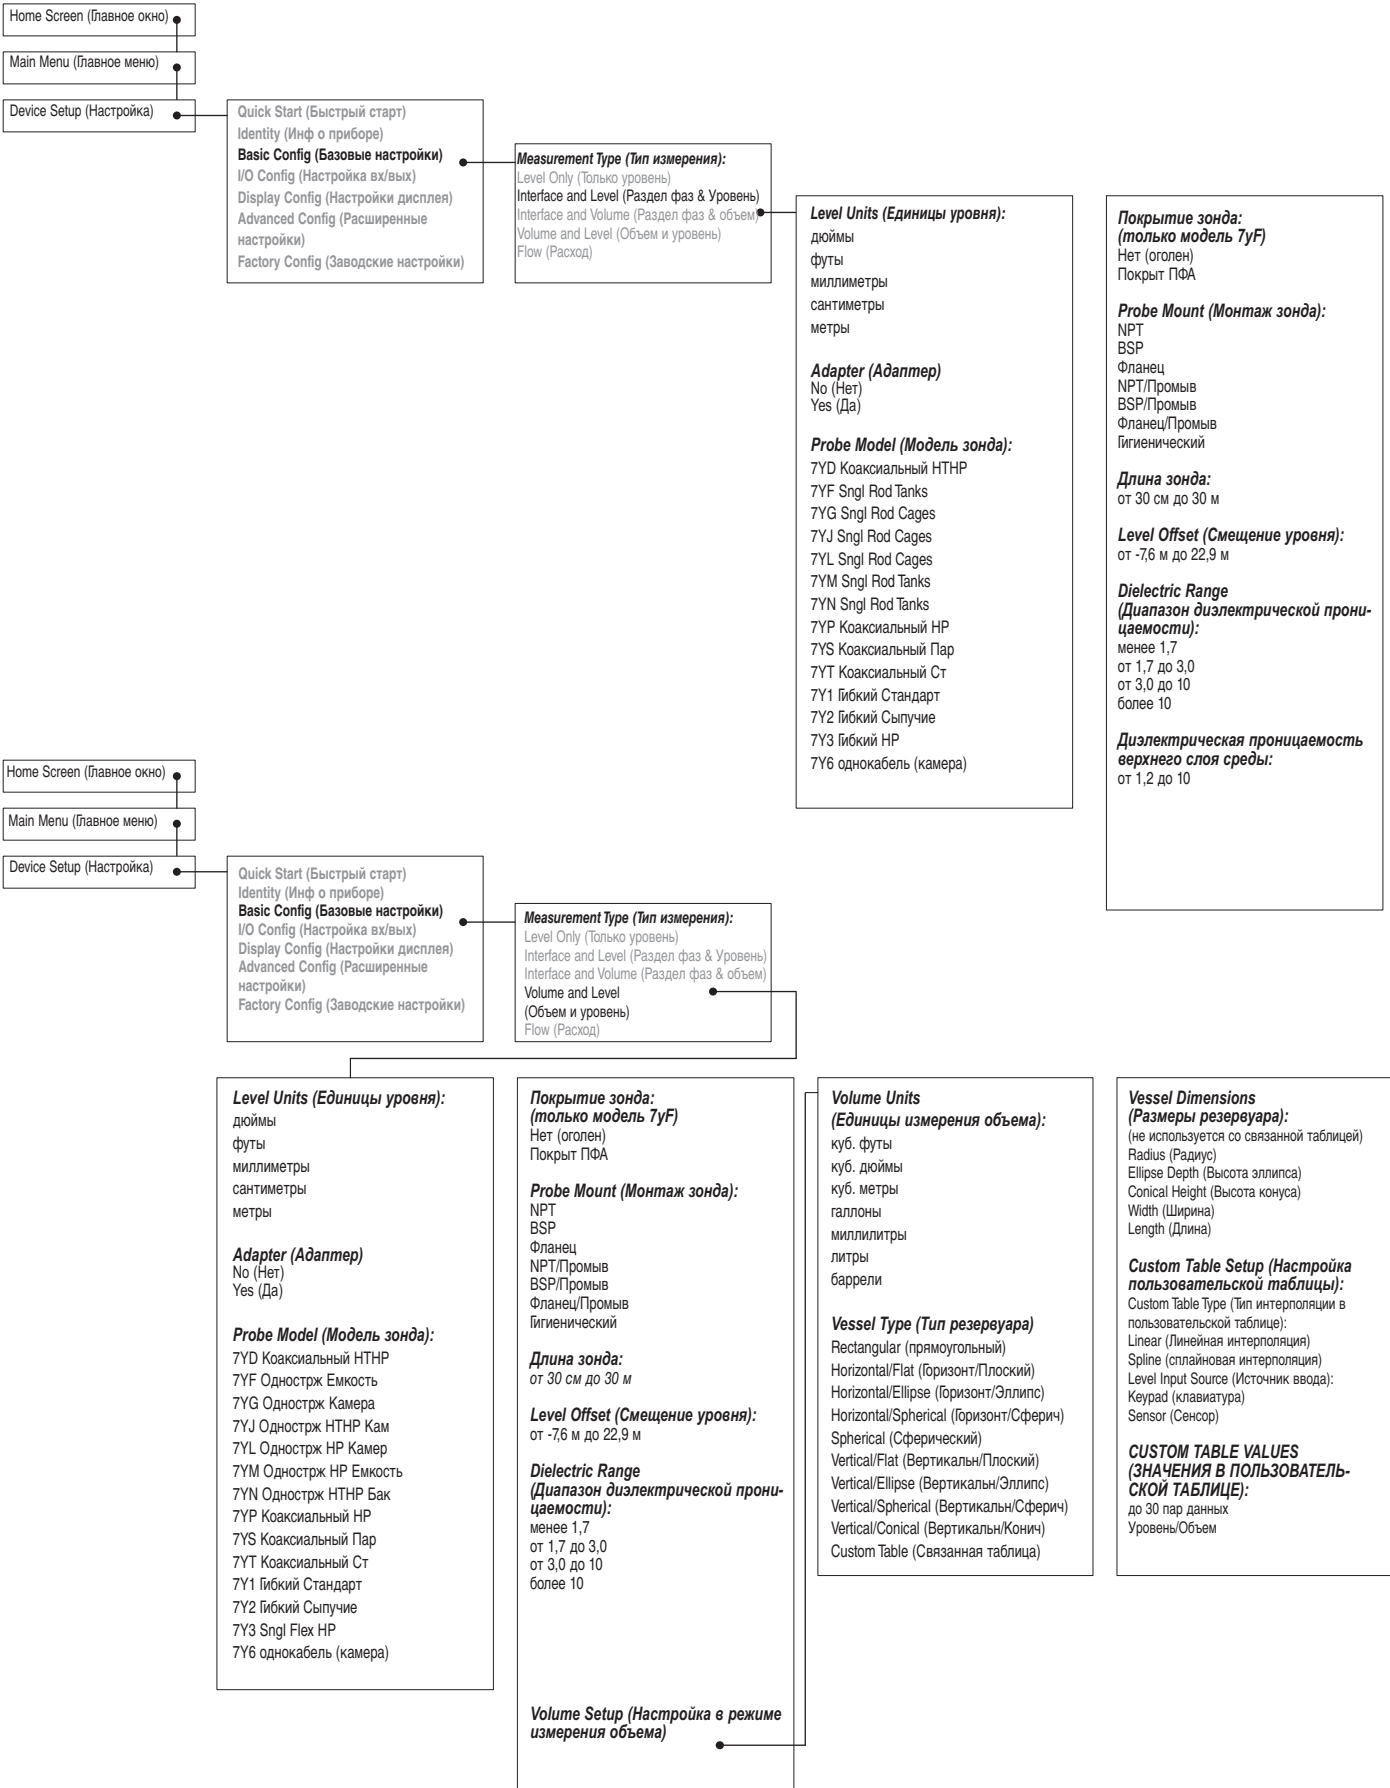 Home Screen (Главное окно)
Main Menu (Главное меню)
Device Setup (Настройка)
Quick Start (Быстрый старт)
Identity (Инф о приборе)
Basic Config (Базовые настройки)
I/O Config (Настройка вх/вых)
Display Config (Настройки дисплея)
Advanced Config (Расширенные
настройки)
Factory Config (Заводские настройки)
Measurement Type (Тип измерения):
Level Only (Только уровень)
Interface and Level (Раздел фаз & Уровень)
Interface and Volume (Раздел фаз & объем)
Volume and Level (Объем и уровень)
Flow (Расход)
Level Units (Единицы уровня):
дюймы
футы
миллиметры
сантиметры
метры
Adapter (Адаптер)
No (Нет)
Yes (Да)
Probe Model (Модель зонда):
7YD Коаксиальный HTHP
7YF Sngl Rod Tanks
7YG Sngl Rod Cages
7YJ Sngl Rod Cages
7YL Sngl Rod Cages
7YM Sngl Rod Tanks
7YN Sngl Rod Tanks
7YP Коаксиальный HP
7YS Коаксиальный Пар
7YT Коаксиальный Ст
7Y1 Гибкий Стандарт
7Y2 Гибкий Сыпучие
7Y3 Гибкий HP
7Y6 однокабель (камера)
Покрытие зонда:
(только модель 7yF)
Нет (оголен)
Покрыт ПФА
Probe Mount (Монтаж зонда):
NPT
BSP
Фланец
NPT/Промыв
BSP/Промыв
Фланец/Промыв
Гигиенический
Длина зонда:
от 30 см до 30 м
Level Offset (Смещение уровня):
от -7,6 м до 22,9 м
Dielectric Range
(Диапазон диэлектрической прони-
цаемости):
менее 1,7
от 1,7 до 3,0
от 3,0 до 10
более 10
Диэлектрическая проницаемость
верхнего слоя среды:
от 1,2 до 10
Home Screen (Главное окно)
Main Menu (Главное меню)
Device Setup (Настройка)
Quick Start (Быстрый старт)
Identity (Инф о приборе)
Basic Config (Базовые настройки)
I/O Config (Настройка вх/вых)
Display Config (Настройки дисплея)
Advanced Config (Расширенные
настройки)
Factory Config (Заводские настройки)
Measurement Type (Тип измерения):
Level Only (Только уровень)
Interface and Level (Раздел фаз & Уровень)
Interface and Volume (Раздел фаз & объем)
Volume and Level
(Объем и уровень)
Flow (Расход)
Level Units (Единицы уровня):
дюймы
футы
миллиметры
сантиметры
метры
Adapter (Адаптер)
No (Нет)
Yes (Да)
Probe Model (Модель зонда):
7YD Коаксиальный HTHP
7YF Одностpж Емкость
7YG Одностpж Камера
7YJ Одностpж HTHP Кам
7YL Одностpж HP Камер
7YM Одностpж HP Емкость
7YN Одностpж HTHP Бак
7YP Коаксиальный HP
7YS Коаксиальный Пар
7YT Коаксиальный Ст
7Y1 Гибкий Стандарт
7Y2 Гибкий Сыпучие
7Y3 Sngl Flex HP
7Y6 однокабель (камера)
Покрытие зонда:
(только модель 7yF)
Нет (оголен)
Покрыт ПФА
Probe Mount (Монтаж зонда):
NPT
BSP
Фланец
NPT/Промыв
BSP/Промыв
Фланец/Промыв
Гигиенический
Длина зонда:
от 30 см до 30 м
Level Offset (Смещение уровня):
от -7,6 м до 22,9 м
Dielectric Range
(Диапазон диэлектрической прони-
цаемости):
менее 1,7
от 1,7 до 3,0
от 3,0 до 10
более 10
Volume Setup (Настройка в режиме
измерения объема)
Volume Units
(Единицы измерения объема):
куб. футы
куб. дюймы
куб. метры
галлоны
миллилитры
литры
баррели
Vessel Type (Тип резервуара)
Rectangular (прямоугольный)
Horizontal/Flat (Горизонт/Плоский)
Horizontal/Ellipse (Горизонт/Эллипс)
Horizontal/Spherical (Горизонт/Сферич)
Spherical (Сферический)
Vertical/Flat (Вертикальн/Плоский)
Vertical/Ellipse (Вертикальн/Эллипс)
Vertical/Spherical (Вертикальн/Сферич)
Vertical/Conical (Вертикальн/Конич)
Custom Table (Связанная таблица)
Vessel Dimensions
(Размеры резервуара):
(не используется со связанной таблицей)
Radius (Радиус)
Ellipse Depth (Высота эллипса)
Conical Height (Высота конуса)
Width (Ширина)
Length (Длина)
Custom Table Setup (Настройка
пользовательской таблицы):
Custom Table Type (Тип интерполяции в
пользовательской таблице):
Linear (Линейная интерполяция)
Spline (сплайновая интерполяция)
Level Input Source (Источник ввода):
Keypad (клавиатура)
Sensor (Сенсор)
CUSTOM TABLE VALUES
(ЗНАЧЕНИЯ В ПОЛЬЗОВАТЕЛЬ-
СКОЙ ТАБЛИЦЕ):
до 30 пар данных
Уровень/Объем